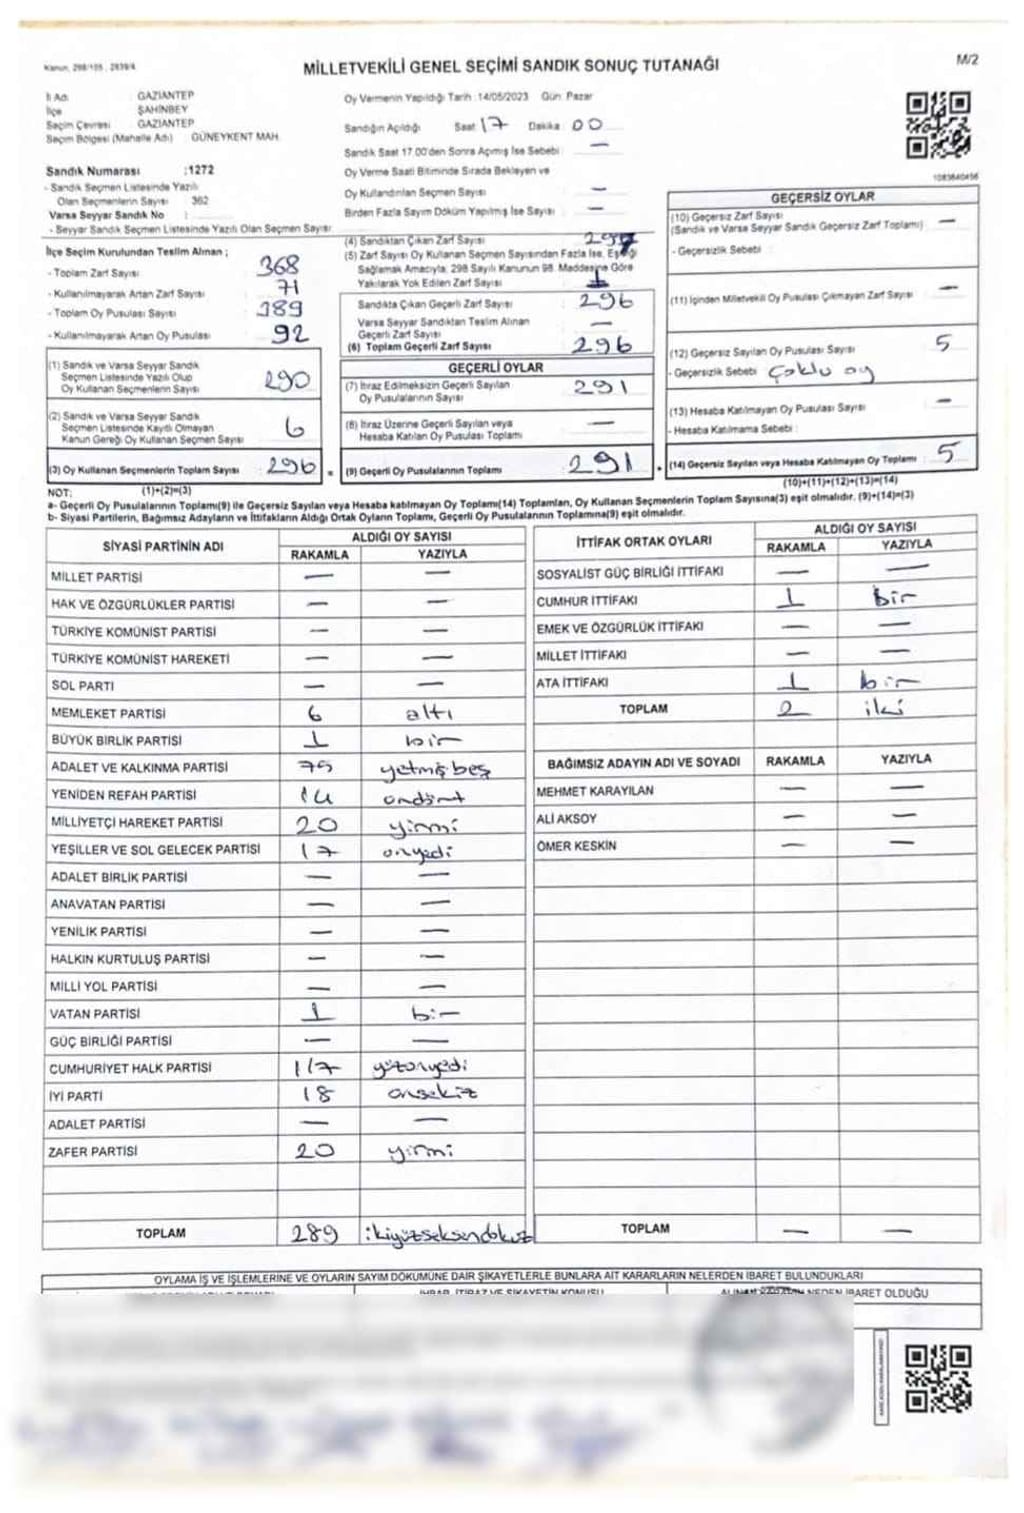 Kanun, 298/105 , 2839/4
MİLLETVEKİLİ GENEL SEÇİMİ SANDIK SONUÇ TUTANAĞI
M/2
İl Adı : GAZİANTEP
İlçe : ŞAHİNBEY
Seçim Çevresi : GAZİANTEP
Seçim Bölgesi (Mahalle Adı) : GÜNEYKENT MAH.
Sandık Numarası :1272
- Sandık Seçmen Listesinde Yazılı
Olan Seçmenlerin Sayısı : 362
Varsa Seyyar Sandık No :
- Seyyar Sandık Seçmen Listesinde Yazılı Olan Seçmen Sayısı:
Oy Vermenin Yapıldığı Tarih :14/05/2023 Gün: Pazar
Sandığın Açıldığı Saat 17 Dakika 00
Sandık Saat 17.00'den Sonra Açılmış İse Sebebi : —
Oy Verme Saati Bitiminde Sırada Bekleyen ve
Oy Kullandırılan Seçmen Sayısı : —
Birden Fazla Sayım Döküm Yapılmış İse Sayısı : —
1083640456
İlçe Seçim Kurulundan Teslim Alınan ;
- Toplam Zarf Sayısı : 368
- Kullanılmayarak Artan Zarf Sayısı : 71
- Toplam Oy Pusulası Sayısı : 389
- Kullanılmayarak Artan Oy Pusulası : 92
(1) Sandık ve Varsa Seyyar Sandık
Seçmen Listesinde Yazılı Olup
Oy Kullanan Seçmenlerin Sayısı : 290
(2) Sandık ve Varsa Seyyar Sandık
Seçmen Listesinde Kayıtlı Olmayan
Kanun Gereği Oy Kullanan Seçmen Sayısı : 6
(3) Oy Kullanan Seçmenlerin Toplam Sayısı : 296
(1)+(2)=(3)
(4) Sandıktan Çıkan Zarf Sayısı : 297
(5) Zarf Sayısı Oy Kullanan Seçmen Sayısından Fazla İse, Eşitliği
Sağlamak Amacıyla, 298 Sayılı Kanunun 98. Maddesine Göre
Yakılarak Yok Edilen Zarf Sayısı : 1
Sandıkta Çıkan Geçerli Zarf Sayısı : 296
Varsa Seyyar Sandıktan Teslim Alınan
Geçerli Zarf Sayısı : —
(6) Toplam Geçerli Zarf Sayısı : 296
GEÇERLİ OYLAR
(7) İtiraz Edilmeksizin Geçerli Sayılan
Oy Pusulalarının Sayısı : 291
(8) İtiraz Üzerine Geçerli Sayılan veya
Hesaba Katılan Oy Pusulası Toplamı : —
(9) Geçerli Oy Pusulalarının Toplamı : 291
GEÇERSİZ OYLAR
(10) Geçersiz Zarf Sayısı
(Sandık ve Varsa Seyyar Sandık Geçersiz Zarf Toplamı) : —
- Geçersizlik Sebebi :
(11) İçinden Milletvekili Oy Pusulası Çıkmayan Zarf Sayısı : —
(12) Geçersiz Sayılan Oy Pusulası Sayısı : 5
- Geçersizlik Sebebi : Çoklu oy
(13) Hesaba Katılmayan Oy Pusulası Sayısı : —
- Hesaba Katılmama Sebebi :
(14) Geçersiz Sayılan veya Hesaba Katılmayan Oy Toplamı : 5
(10)+(11)+(12)+(13)=(14)
NOT:
a- Geçerli Oy Pusulalarının Toplamı(9) ile Geçersiz Sayılan veya Hesaba katılmayan Oy Toplamı(14) Toplamları, Oy Kullanan Seçmenlerin Toplam Sayısına(3) eşit olmalıdır. (9)+(14)=(3)
b- Siyasi Partilerin, Bağımsız Adayların ve İttifakların Aldığı Ortak Oyların Toplamı, Geçerli Oy Pusulalarının Toplamına(9) eşit olmalıdır.
SİYASİ PARTİNİN ADI ALDIĞI OY SAYISI
RAKAMLA YAZIYLA
MİLLET PARTİSİ — —
HAK VE ÖZGÜRLÜKLER PARTİSİ — —
TÜRKİYE KOMÜNİST PARTİSİ — —
TÜRKİYE KOMÜNİST HAREKETİ — —
SOL PARTİ — —
MEMLEKET PARTİSİ 6 altı
BÜYÜK BİRLİK PARTİSİ 1 bir
ADALET VE KALKINMA PARTİSİ 75 yetmişbeş
YENİDEN REFAH PARTİSİ 14 ondört
MİLLİYETÇİ HAREKET PARTİSİ 20 yirmi
YEŞİLLER VE SOL GELECEK PARTİSİ 17 onyedi
ADALET BİRLİK PARTİSİ — —
ANAVATAN PARTİSİ — —
YENİLİK PARTİSİ — —
HALKIN KURTULUŞ PARTİSİ — —
MİLLİ YOL PARTİSİ — —
VATAN PARTİSİ 1 bir
GÜÇ BİRLİĞİ PARTİSİ — —
CUMHURİYET HALK PARTİSİ 117 yüzonyedi
İYİ PARTİ 18 onsekiz
ADALET PARTİSİ — —
ZAFER PARTİSİ 20 yirmi
TOPLAM 289 ikiyüzseksendokuz
İTTİFAK ORTAK OYLARI ALDIĞI OY SAYISI
RAKAMLA YAZIYLA
SOSYALİST GÜÇ BİRLİĞİ İTTİFAKI — —
CUMHUR İTTİFAKI 1 bir
EMEK VE ÖZGÜRLÜK İTTİFAKI — —
MİLLET İTTİFAKI — —
ATA İTTİFAKI 1 bir
TOPLAM 2 iki
BAĞIMSIZ ADAYIN ADI VE SOYADI RAKAMLA YAZIYLA
MEHMET KARAYILAN — —
ALİ AKSOY — —
ÖMER KESKİN — —
TOPLAM — —
OYLAMA İŞ VE İŞLEMLERİNE VE OYLARIN SAYIM DÖKÜMÜNE DAİR ŞİKAYETLERLE BUNLARA AİT KARARLARIN NELERDEN İBARET BULUNDUKLARI
İHBAR, İTİRAZ VE ŞİKAYETİN KONUSU ALINAN KARARIN NEDEN İBARET OLDUĞU